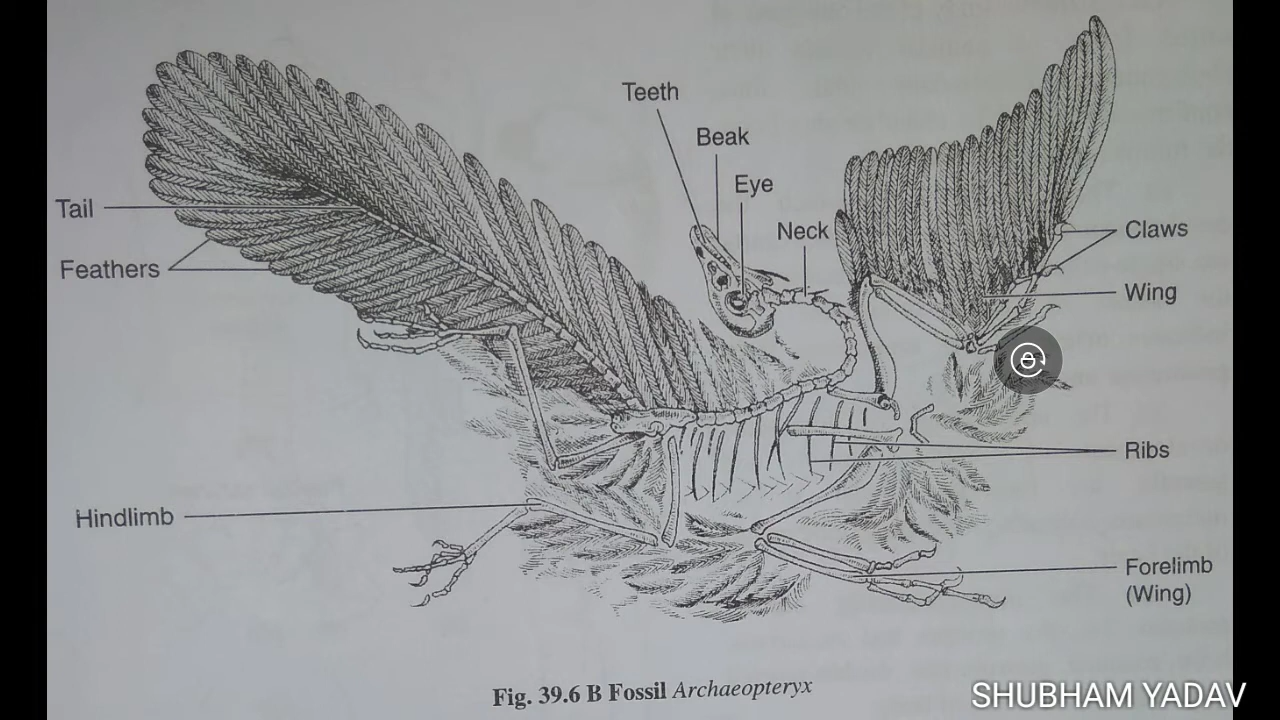 Teeth
Beak
Eye
Neck
Tail
Feathers
Claws
Wing
Ribs
Hindlimb
Forelimb
(Wing)
Fig. 39.6 B Fossil Archaeopteryx
SHUBHAM YADAV